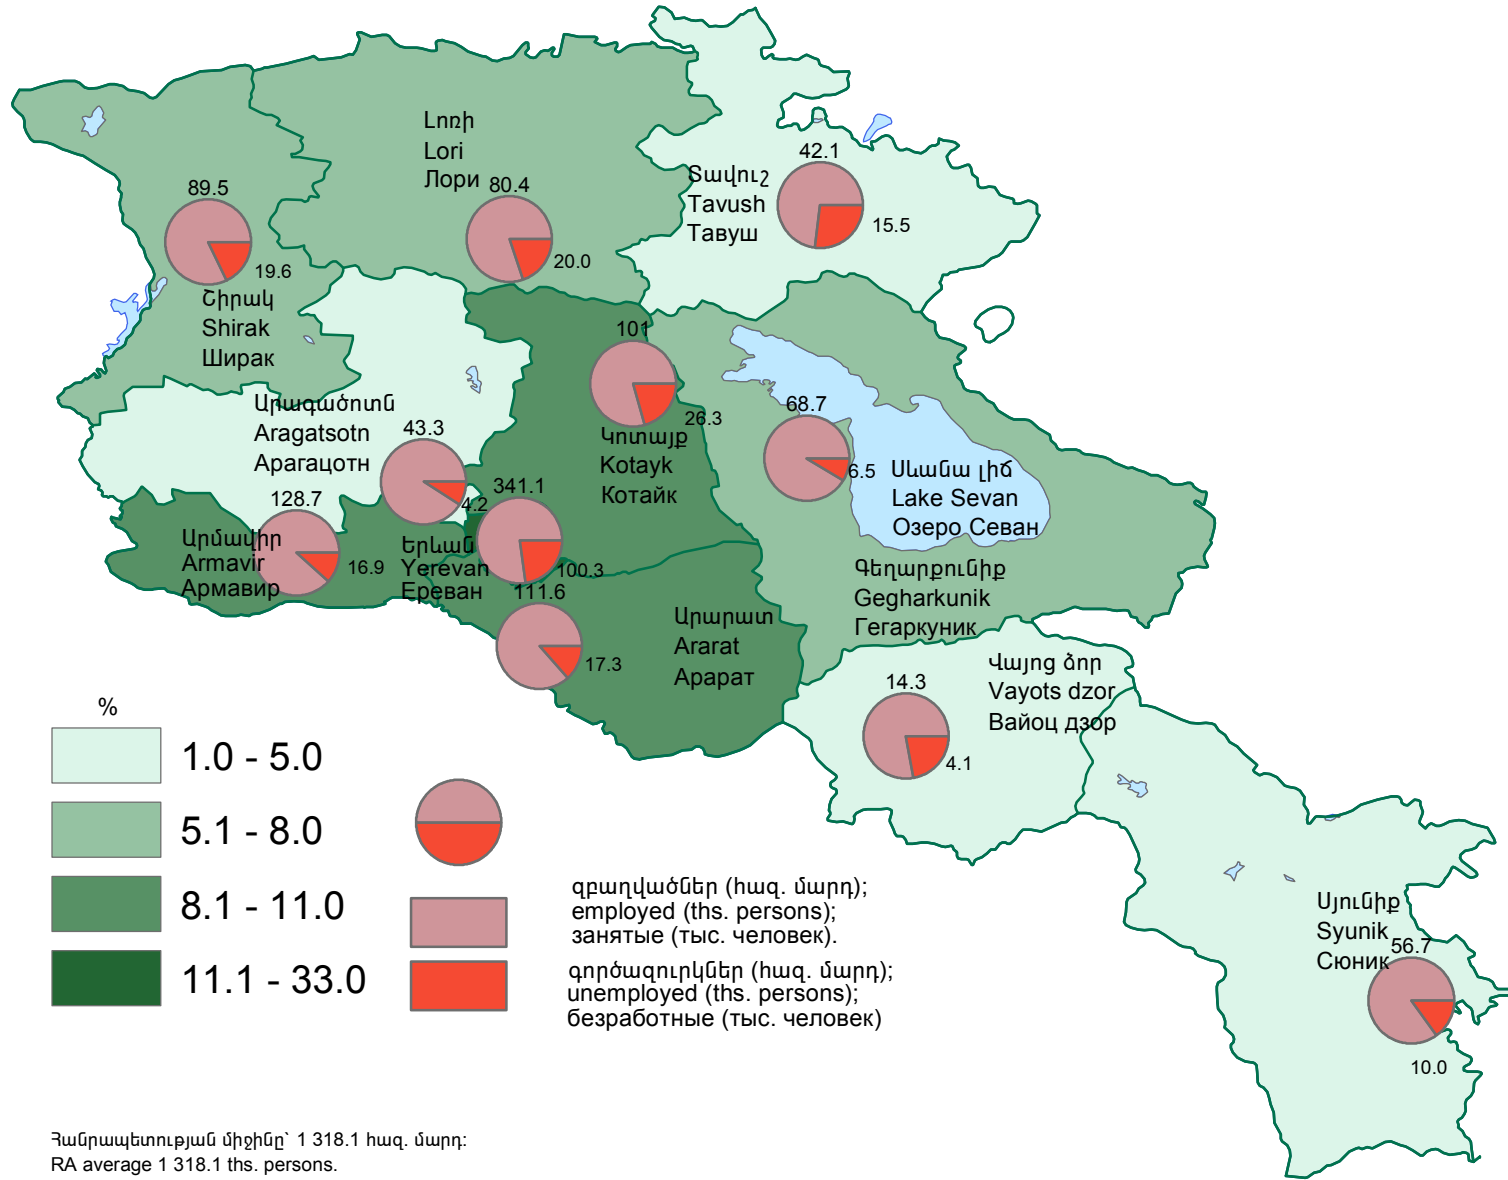 Լոռի
Lori
Лори
80.4
20.0
89.5
19.6
Շիրակ
Shirak
Ширак
Տավուշ
Tavush
Тавуш
42.1
15.5
101
26.3
Կոտայք
Kotayk
Котайк
Արագածոտն
Aragatsotn
Арагацотн
43.3
4.2
68.7
6.5
Սևանա լիճ
Lake Sevan
Озеро Севан
Գեղարքունիք
Gegharkunik
Гегаркуник
128.7
16.9
Արմավիր
Armavir
Армавир
341.1
100.3
Երևան
Yerevan
Ереван
111.6
17.3
Արարատ
Ararat
Арарат
Վայոց ձոր
Vayots dzor
Вайоц дзор
14.3
4.1
Սյունիք
Syunik
Сюник
56.7
10.0
%
1.0 - 5.0
5.1 - 8.0
8.1 - 11.0
11.1 - 33.0
զբաղվածներ (հազ. մարդ);
employed (ths. persons);
занятые (тыс. человек).
գործազուրկներ (հազ. մարդ);
unemployed (ths. persons);
безработные (тыс. человек)
Հանրապետության միջինը՝ 1 318.1 հազ. մարդ:
RA average 1 318.1 ths. persons.